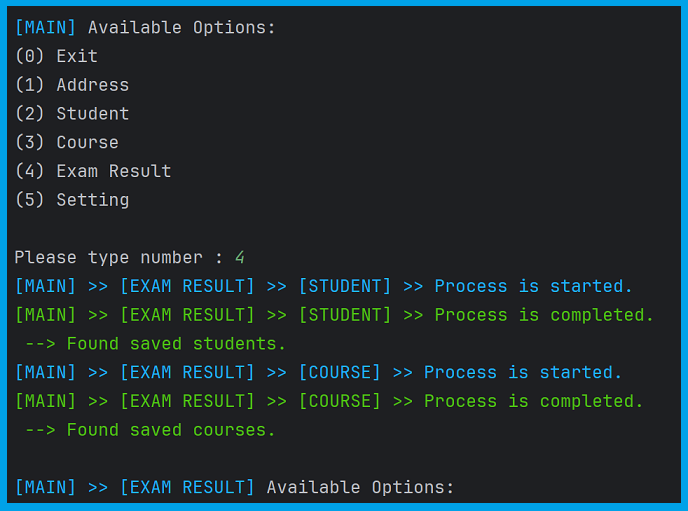 [MAIN] Available Options:
(0) Exit
(1) Address
(2) Student
(3) Course
(4) Exam Result
(5) Setting
Please type number : 4
[MAIN] >> [EXAM RESULT] >> [STUDENT] >> Process is started.
[MAIN] >> [EXAM RESULT] >> [STUDENT] >> Process is completed.
--> Found saved students.
[MAIN] >> [EXAM RESULT] >> [COURSE] >> Process is started.
[MAIN] >> [EXAM RESULT] >> [COURSE] >> Process is completed.
--> Found saved courses.
[MAIN] >> [EXAM RESULT] Available Options: